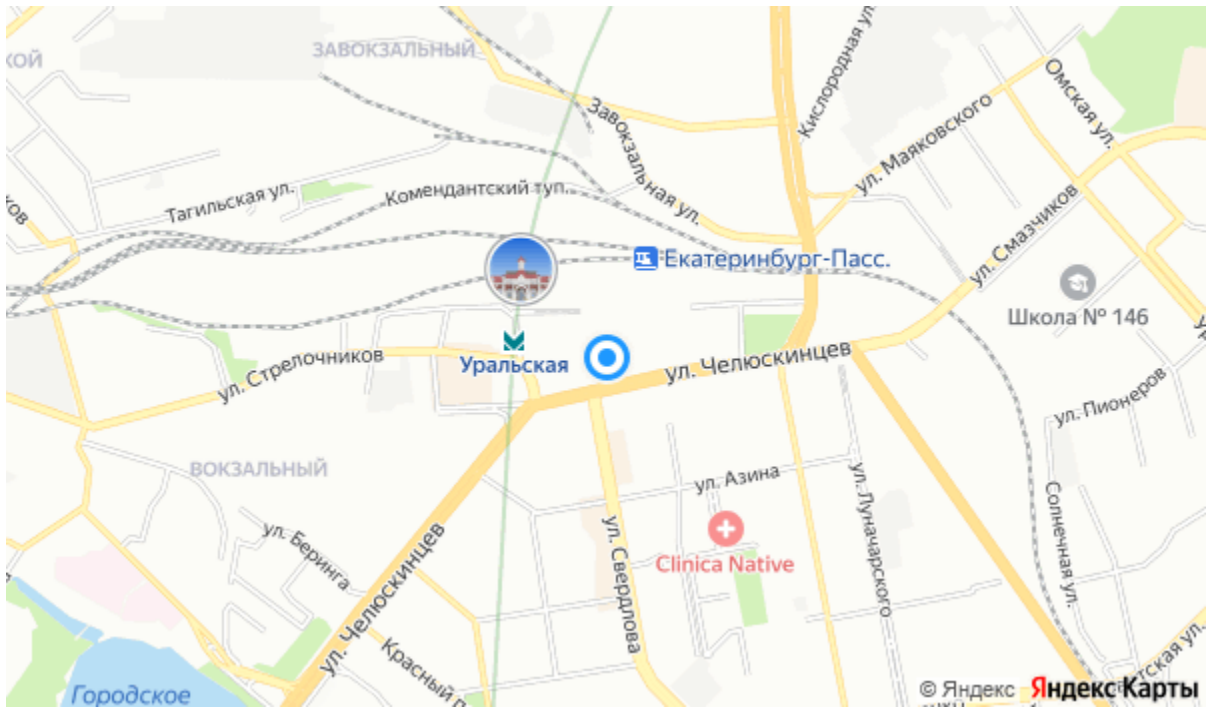 ЗАВОКЗАЛЬНЫЙ
КОЙ
Кислородная ул.
Омская ул.
Завокзальная ул.
ул. Маяковского
Тагильская ул.
Комендантский туп.
ков
ул. Смазчиков
Екатеринбург-Пасс.
Школа № 146
Уральская
ул. Стрелочников
ул. Челюскинцев
ул. Пионеров
ВОКЗАЛЬНЫЙ
ул. Азина
ул. Беринга
ул. Свердлова
ул. Луначарского
Солнечная ул.
Clinica Native
ул. Челюскинцев
Красный п
Городское
© Яндекс Яндекс Карты